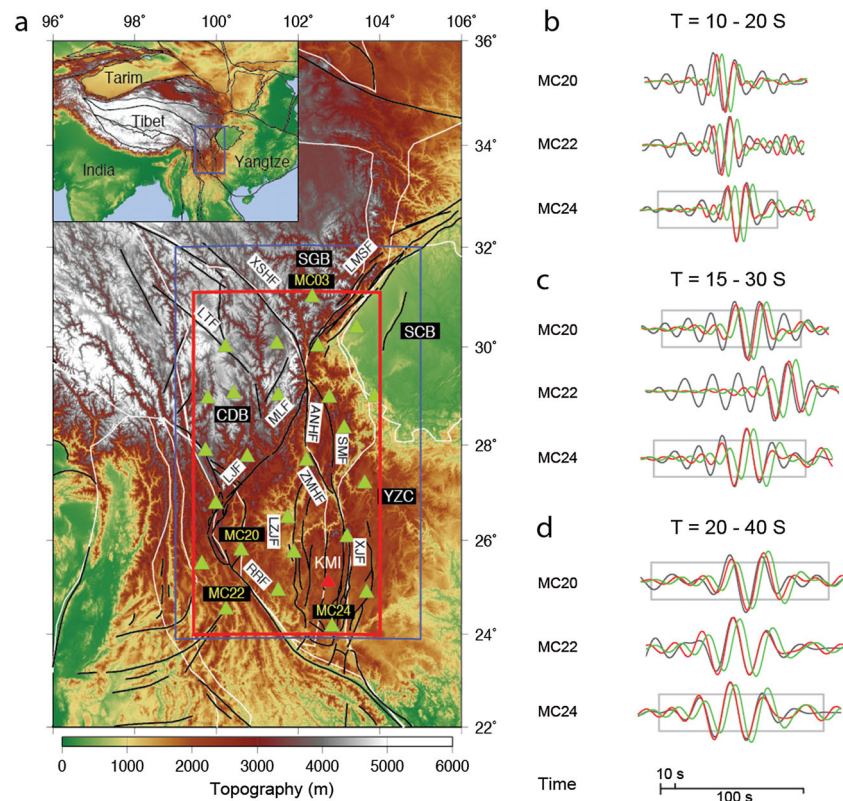 a
96°
98°
100°
102°
104°
106°
36°
34°
32°
30°
28°
26°
24°
22°
Tarim
Tibet
India
Yangtze
XSHF
SGB
MC03
LMSF
LTF
SCB
CDB
MLF
ANHF
SMF
LJF
ZMHF
YZC
LZJF
MC20
XJF
RRF
KMI
MC22
MC24
0 1000 2000 3000 4000 5000 6000
Topography (m)
b
T = 10 - 20 S
MC20
MC22
MC24
c
T = 15 - 30 S
MC20
MC22
MC24
d
T = 20 - 40 S
MC20
MC22
MC24
Time
10 s
100 s